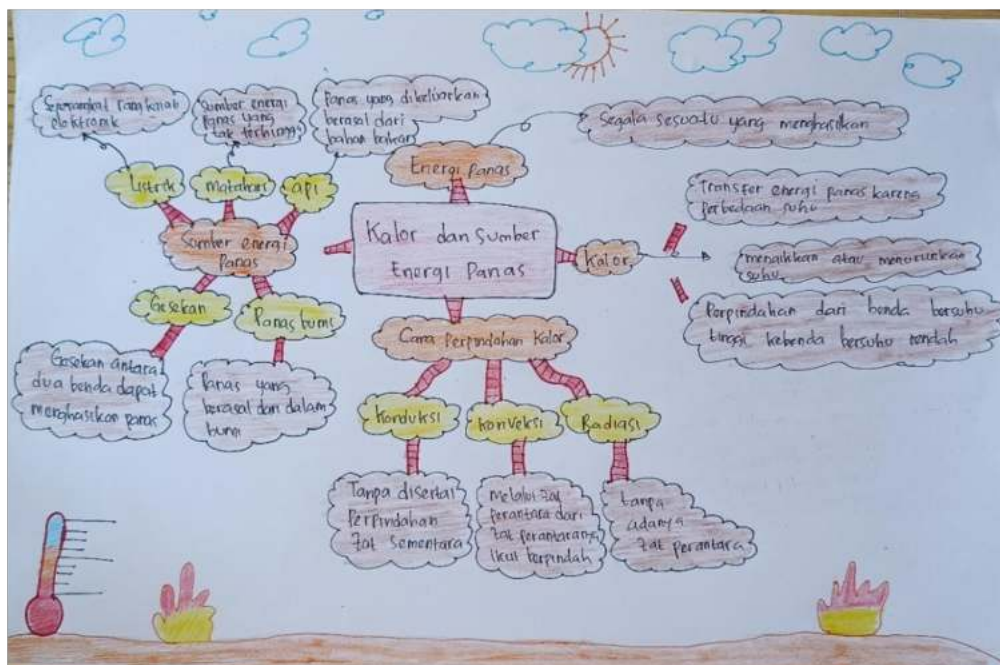 Seperangkat rangkaian
elektronik
Sumber energi
panas yang
tak terhingga
Panas yang dikeluarkan
berasal dari
bahan bakar
Segala sesuatu yang menghasilkan
Energi Panas
Listrik
matahari
api
Sumber energi
Panas
Kalor dan Sumber
Energi Panas
Kalor
Transfer energi panas karena
perbedaan suhu
menaikkan atau menurunkan
suhu
Perpindahan dari benda bersuhu
tinggi kebenda bersuhu rendah
Gesekan
Panas bumi
Gesekan antara
dua benda dapat
menghasilkan panas
Panas yang
berasal dari dalam
bumi
Cara Perpindahan Kalor
Konduksi
Konveksi
Radiasi
Tanpa disertai
Perpindahan
Zat Sementara
melalui zat
perantara dari
zat perantaranya
ikut berpindah
tanpa
adanya
zat perantara